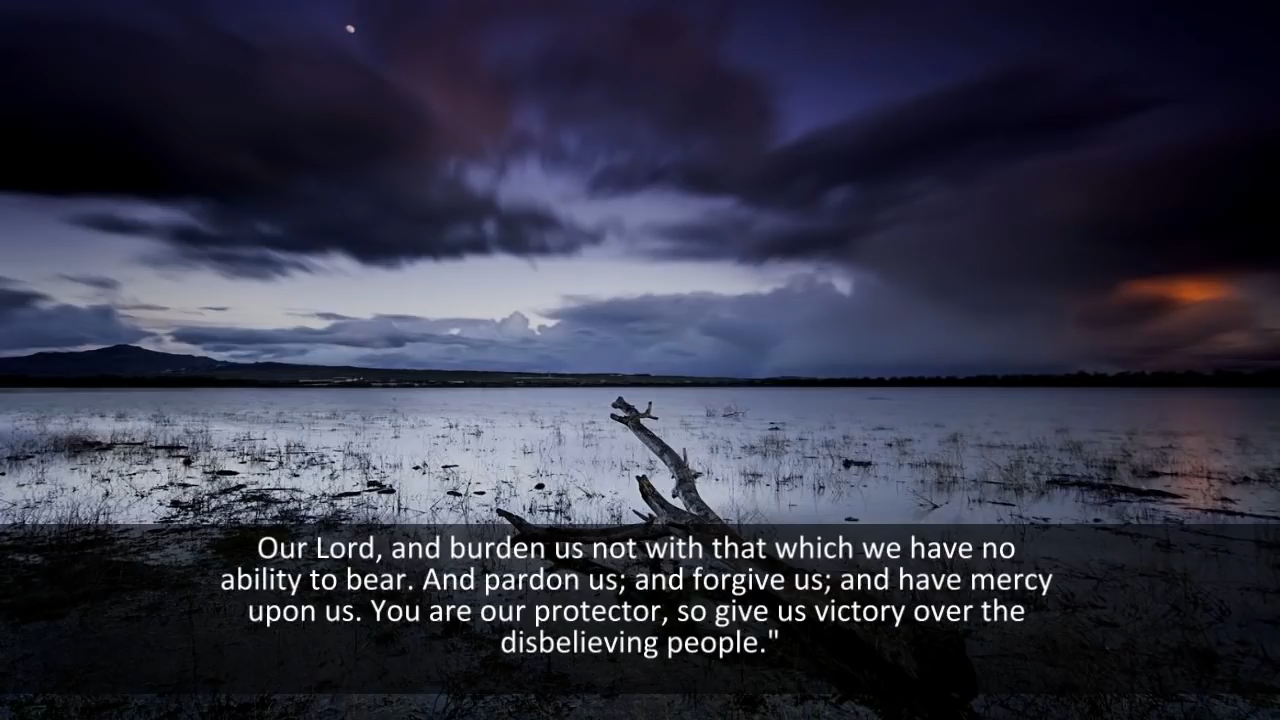 Our Lord, and burden us not with that which we have no
ability to bear. And pardon us; and forgive us; and have mercy
upon us. You are our protector, so give us victory over the
disbelieving people."